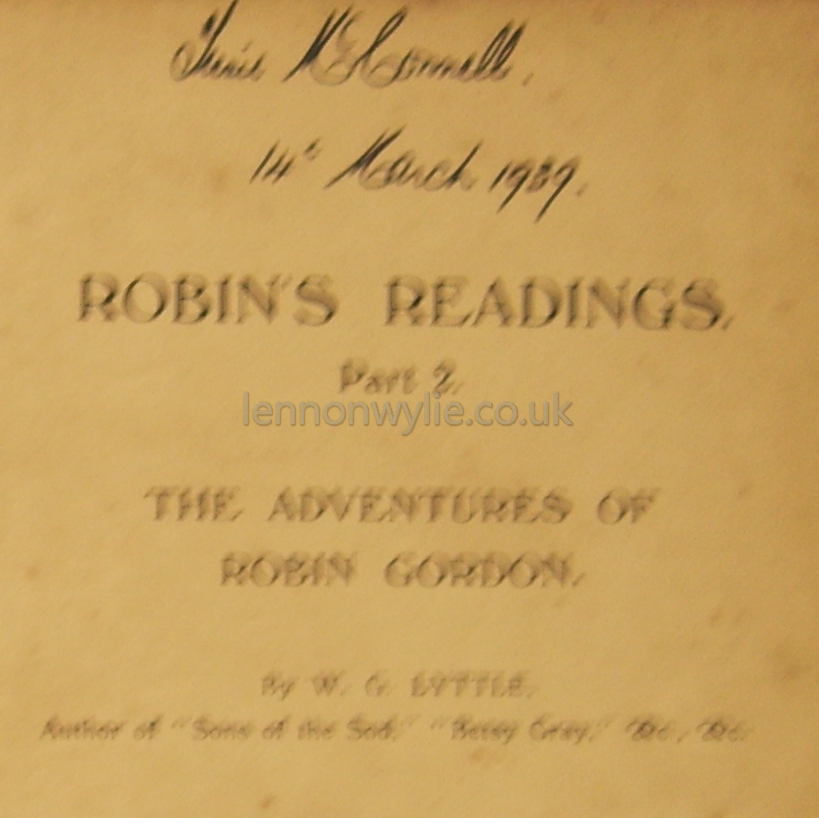 McConnell.
14th March 1939.
ROBIN'S READINGS.
Part 2.
lennonwylie.co.uk
THE ADVENTURES OF
ROBIN GORDON.
By W. G. LYTTLE.
Author of "Sons of the Sod," "Betsy Gray," &c., &c.